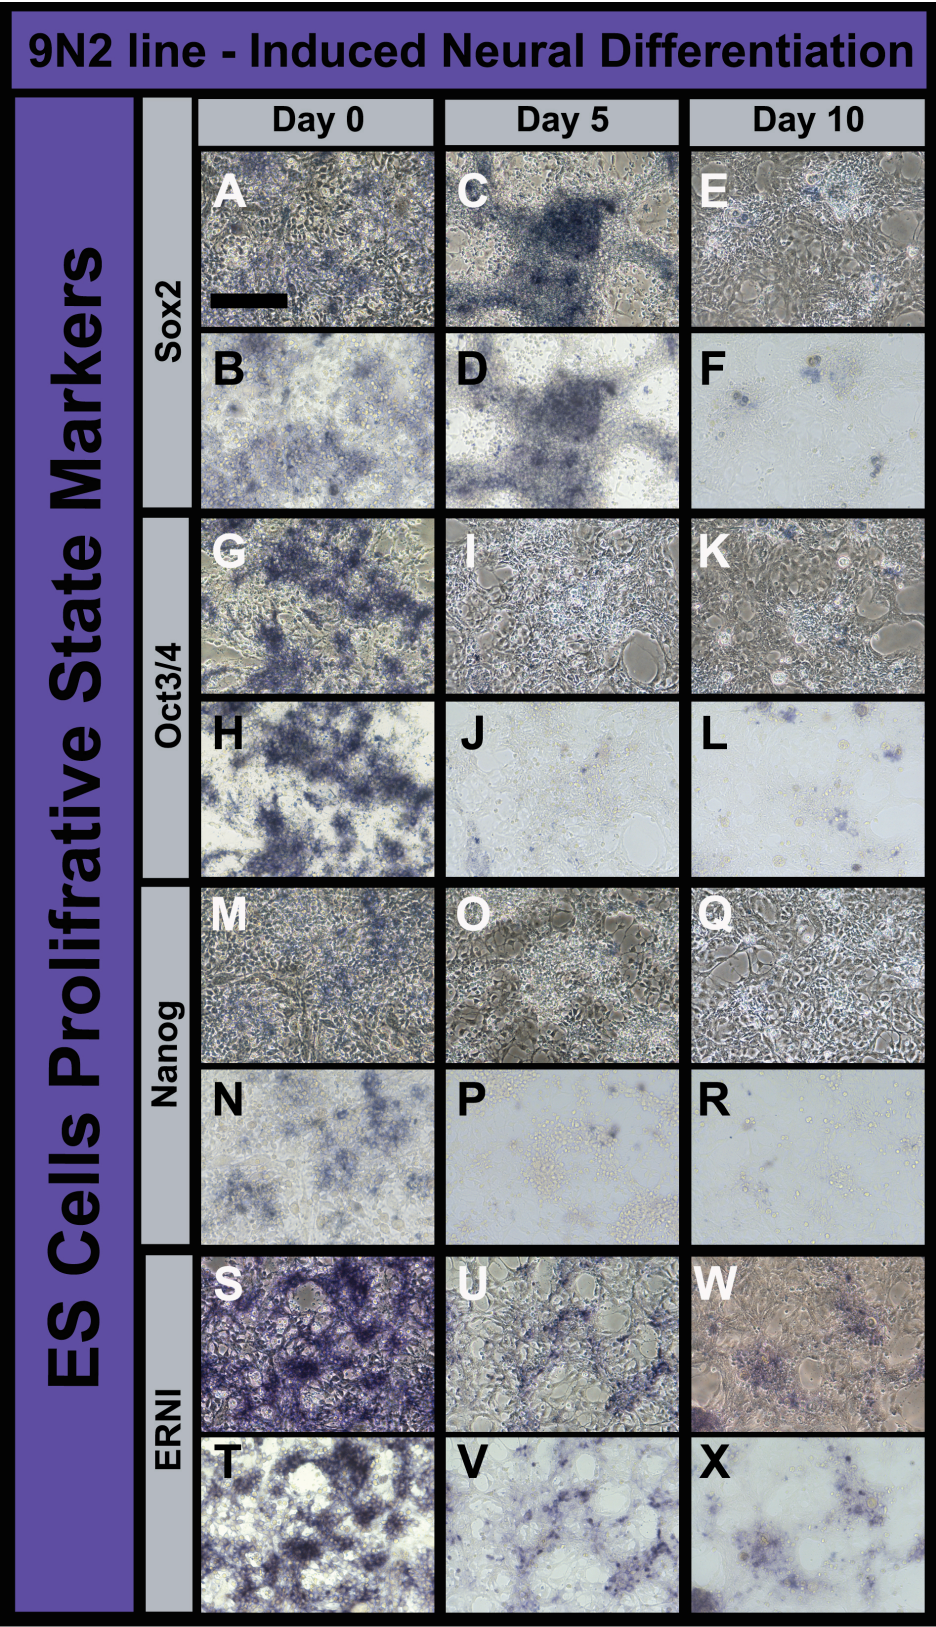 9N2 line - Induced Neural Differentiation
ES Cells Prolifrative State Markers
Day 0 Day 5 Day 10
Sox2
A C E
B D F
Oct3/4
G I K
H J L
Nanog
M O Q
N P R
ERNI
S U W
T V X